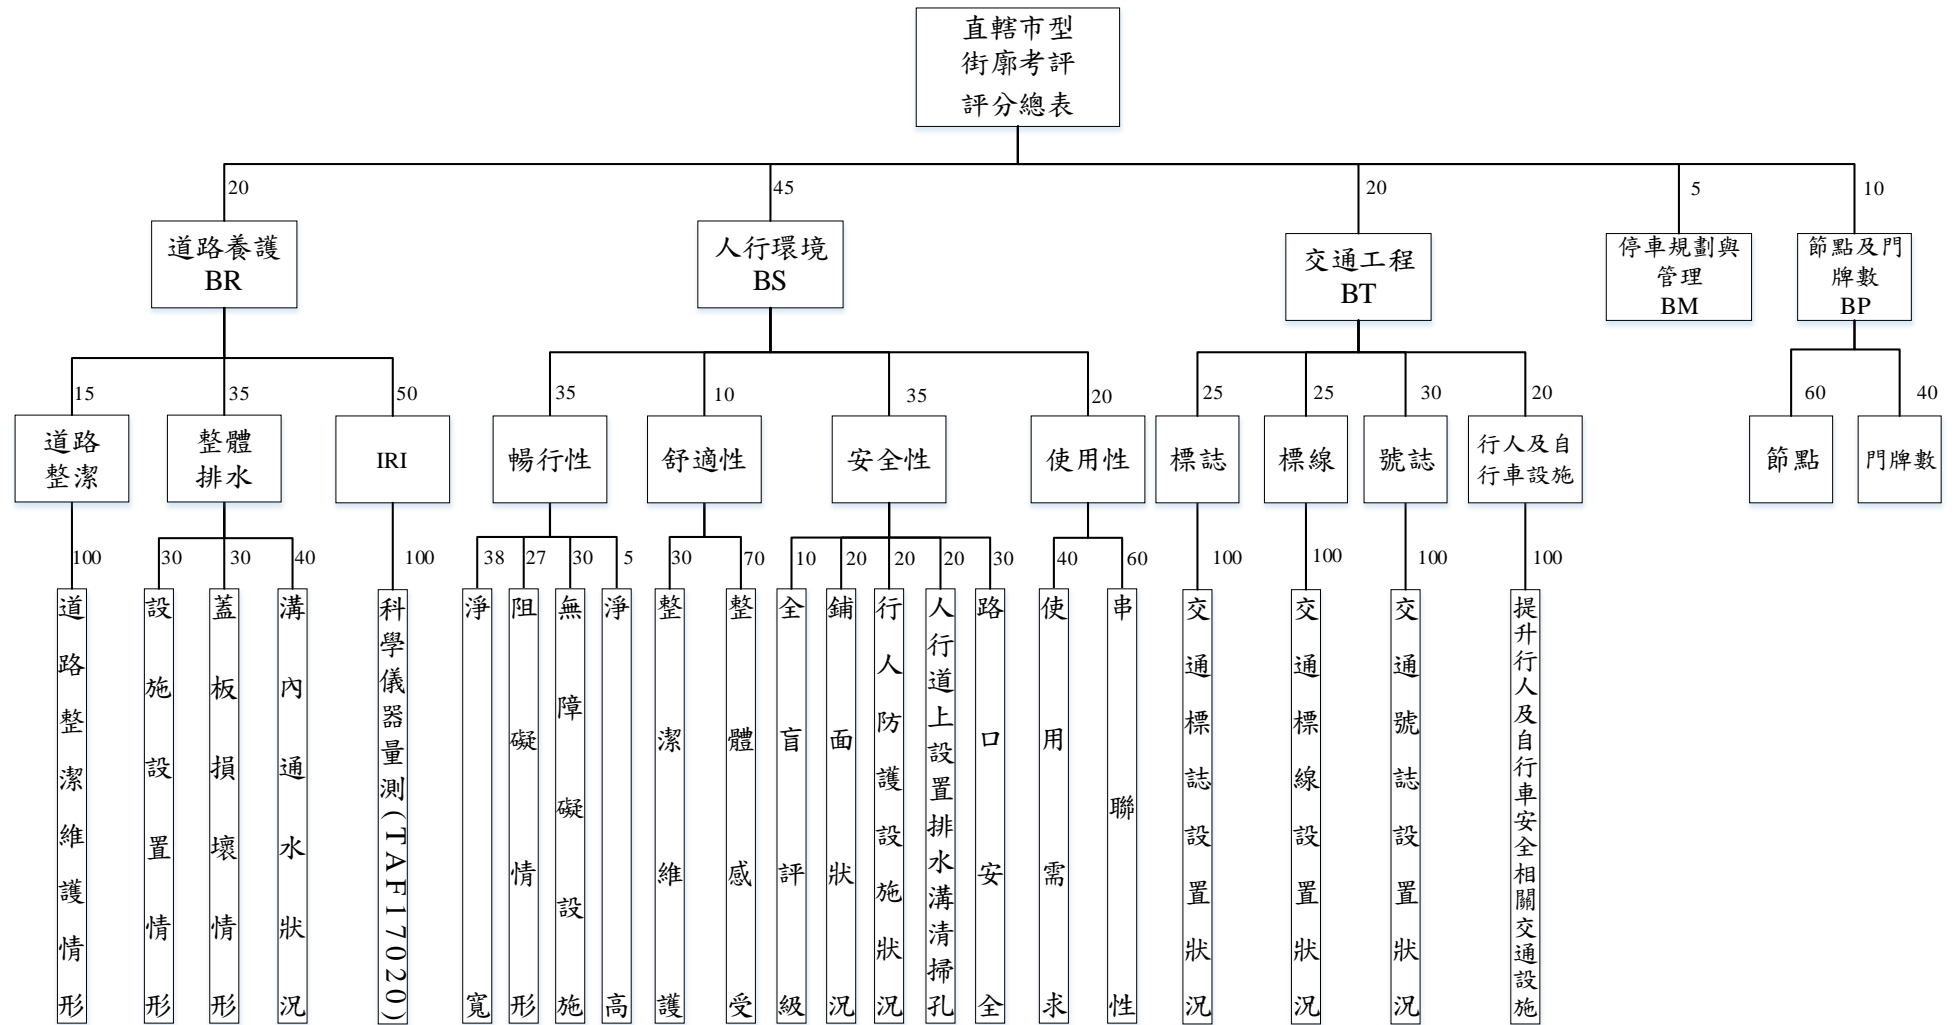 直轄市型
街廓考評
評分總表
20
45
20
5
10
道路養護
BR
人行環境
BS
交通工程
BT
停車規劃與
管理
BM
節點及門
牌數
BP
15
35
50
35
10
35
20
25
25
30
20
60
40
道路
整潔
整體
排水
IRI
暢行性
舒適性
安全性
使用性
標誌
標線
號誌
行人及自
行車設施
節點
門牌數
100
30
30
40
100
38
27
30
5
30
70
10
20
20
20
30
40
60
100
100
100
100
道路整潔維護情形
設施設置情形
蓋板損壞情形
溝內通水狀況
科學儀器量測(TAF17020)
淨寬
阻礙情形
無障礙設施
淨高
整潔維護
整體感受
全盲評級
鋪面狀況
行人防護設施狀況
人行道上設置排水溝清掃孔
路口安全
使用需求
串聯性
交通標誌設置狀況
交通標線設置狀況
交通號誌設置狀況
提升行人及自行車安全相關交通設施